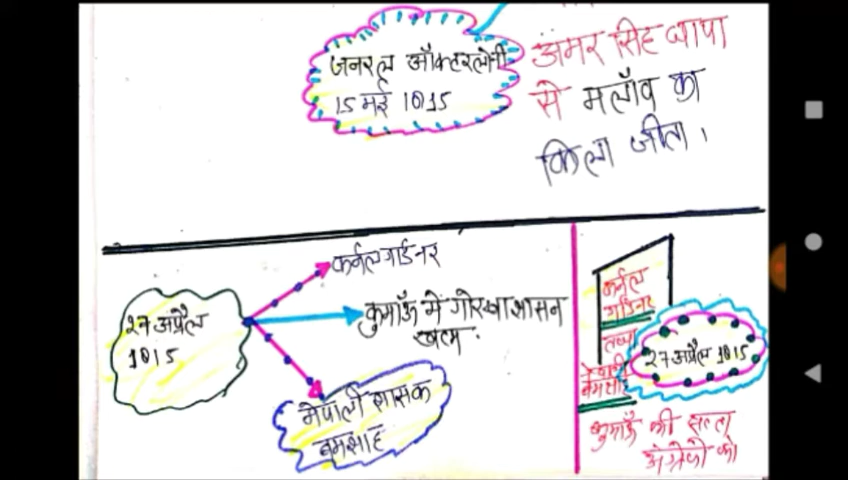 जनरल ऑक्टरलोनी
15 मई 1815
अमर सिंह थापा
से मलाँव का
किला जीता।
27 अप्रैल
1815
कर्नल गार्डनर
कुमाऊँ में गोरखा शासन
खत्म.
नेपाली शासक
बमशाह
कर्नल
गार्डनर
तथा
बमशाह
27 अप्रैल 1815
कुमाऊँ की सत्ता
अंग्रेजों को